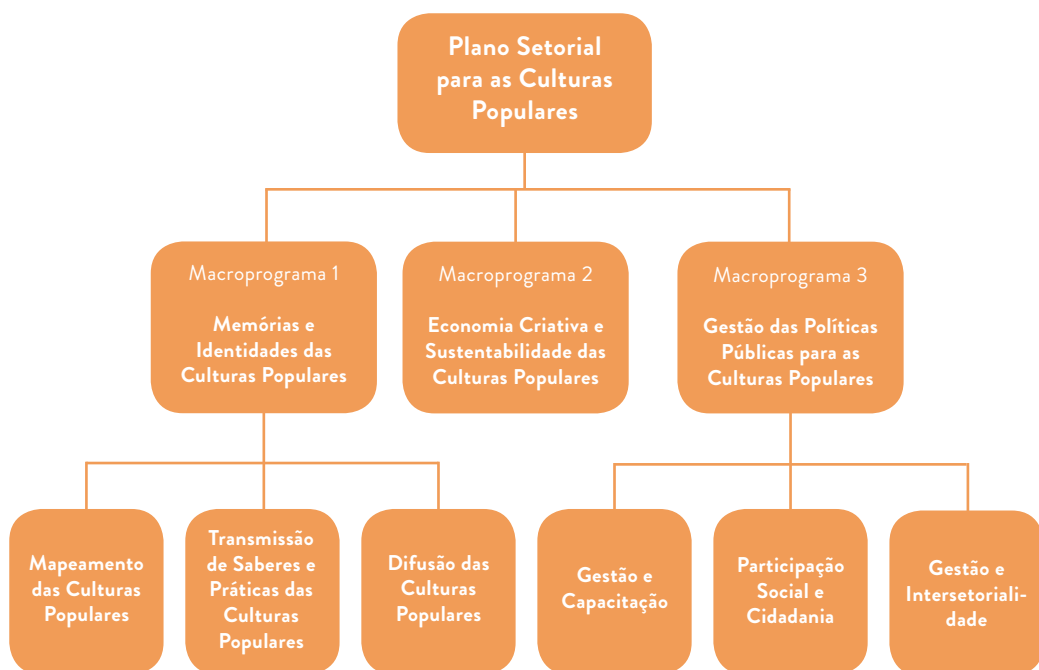 Plano Setorial
para as Culturas
Populares
Macroprograma 1
Memórias e
Identidades das
Culturas Populares
Macroprograma 2
Economia Criativa e
Sustentabilidade das
Culturas Populares
Macroprograma 3
Gestão das Políticas
Públicas para as
Culturas Populares
Mapeamento
das Culturas
Populares
Transmissão
de Saberes e
Práticas das
Culturas
Populares
Difusão das
Culturas
Populares
Gestão e
Capacitação
Participação
Social e
Cidadania
Gestão e
Intersetoriali-
dade